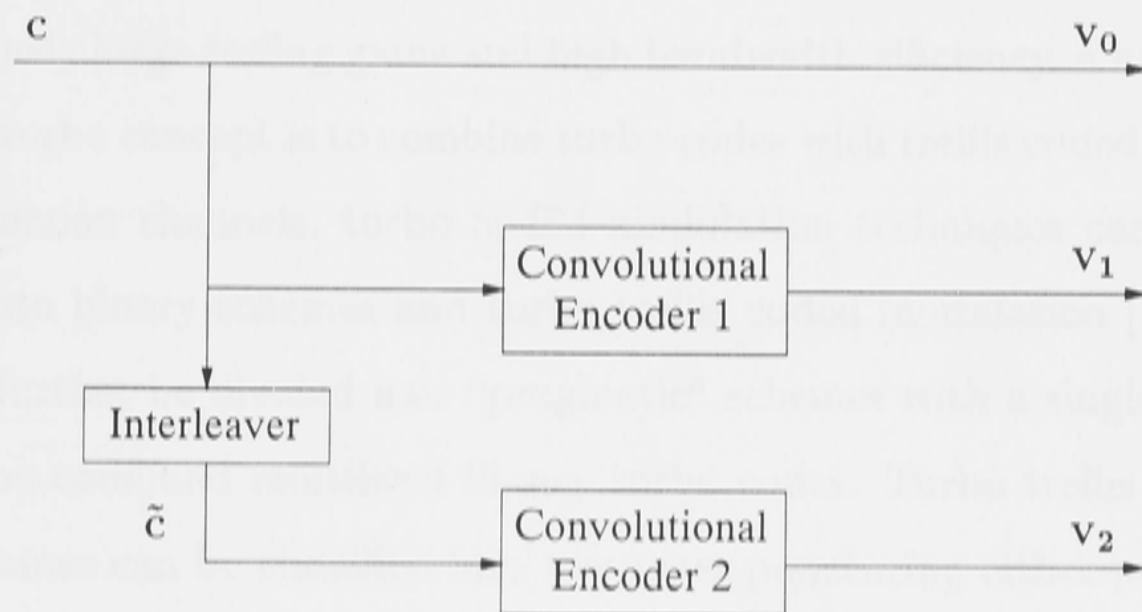 c
v₀
Convolutional
Encoder 1
v₁
Interleaver
c̃
Convolutional
Encoder 2
v₂